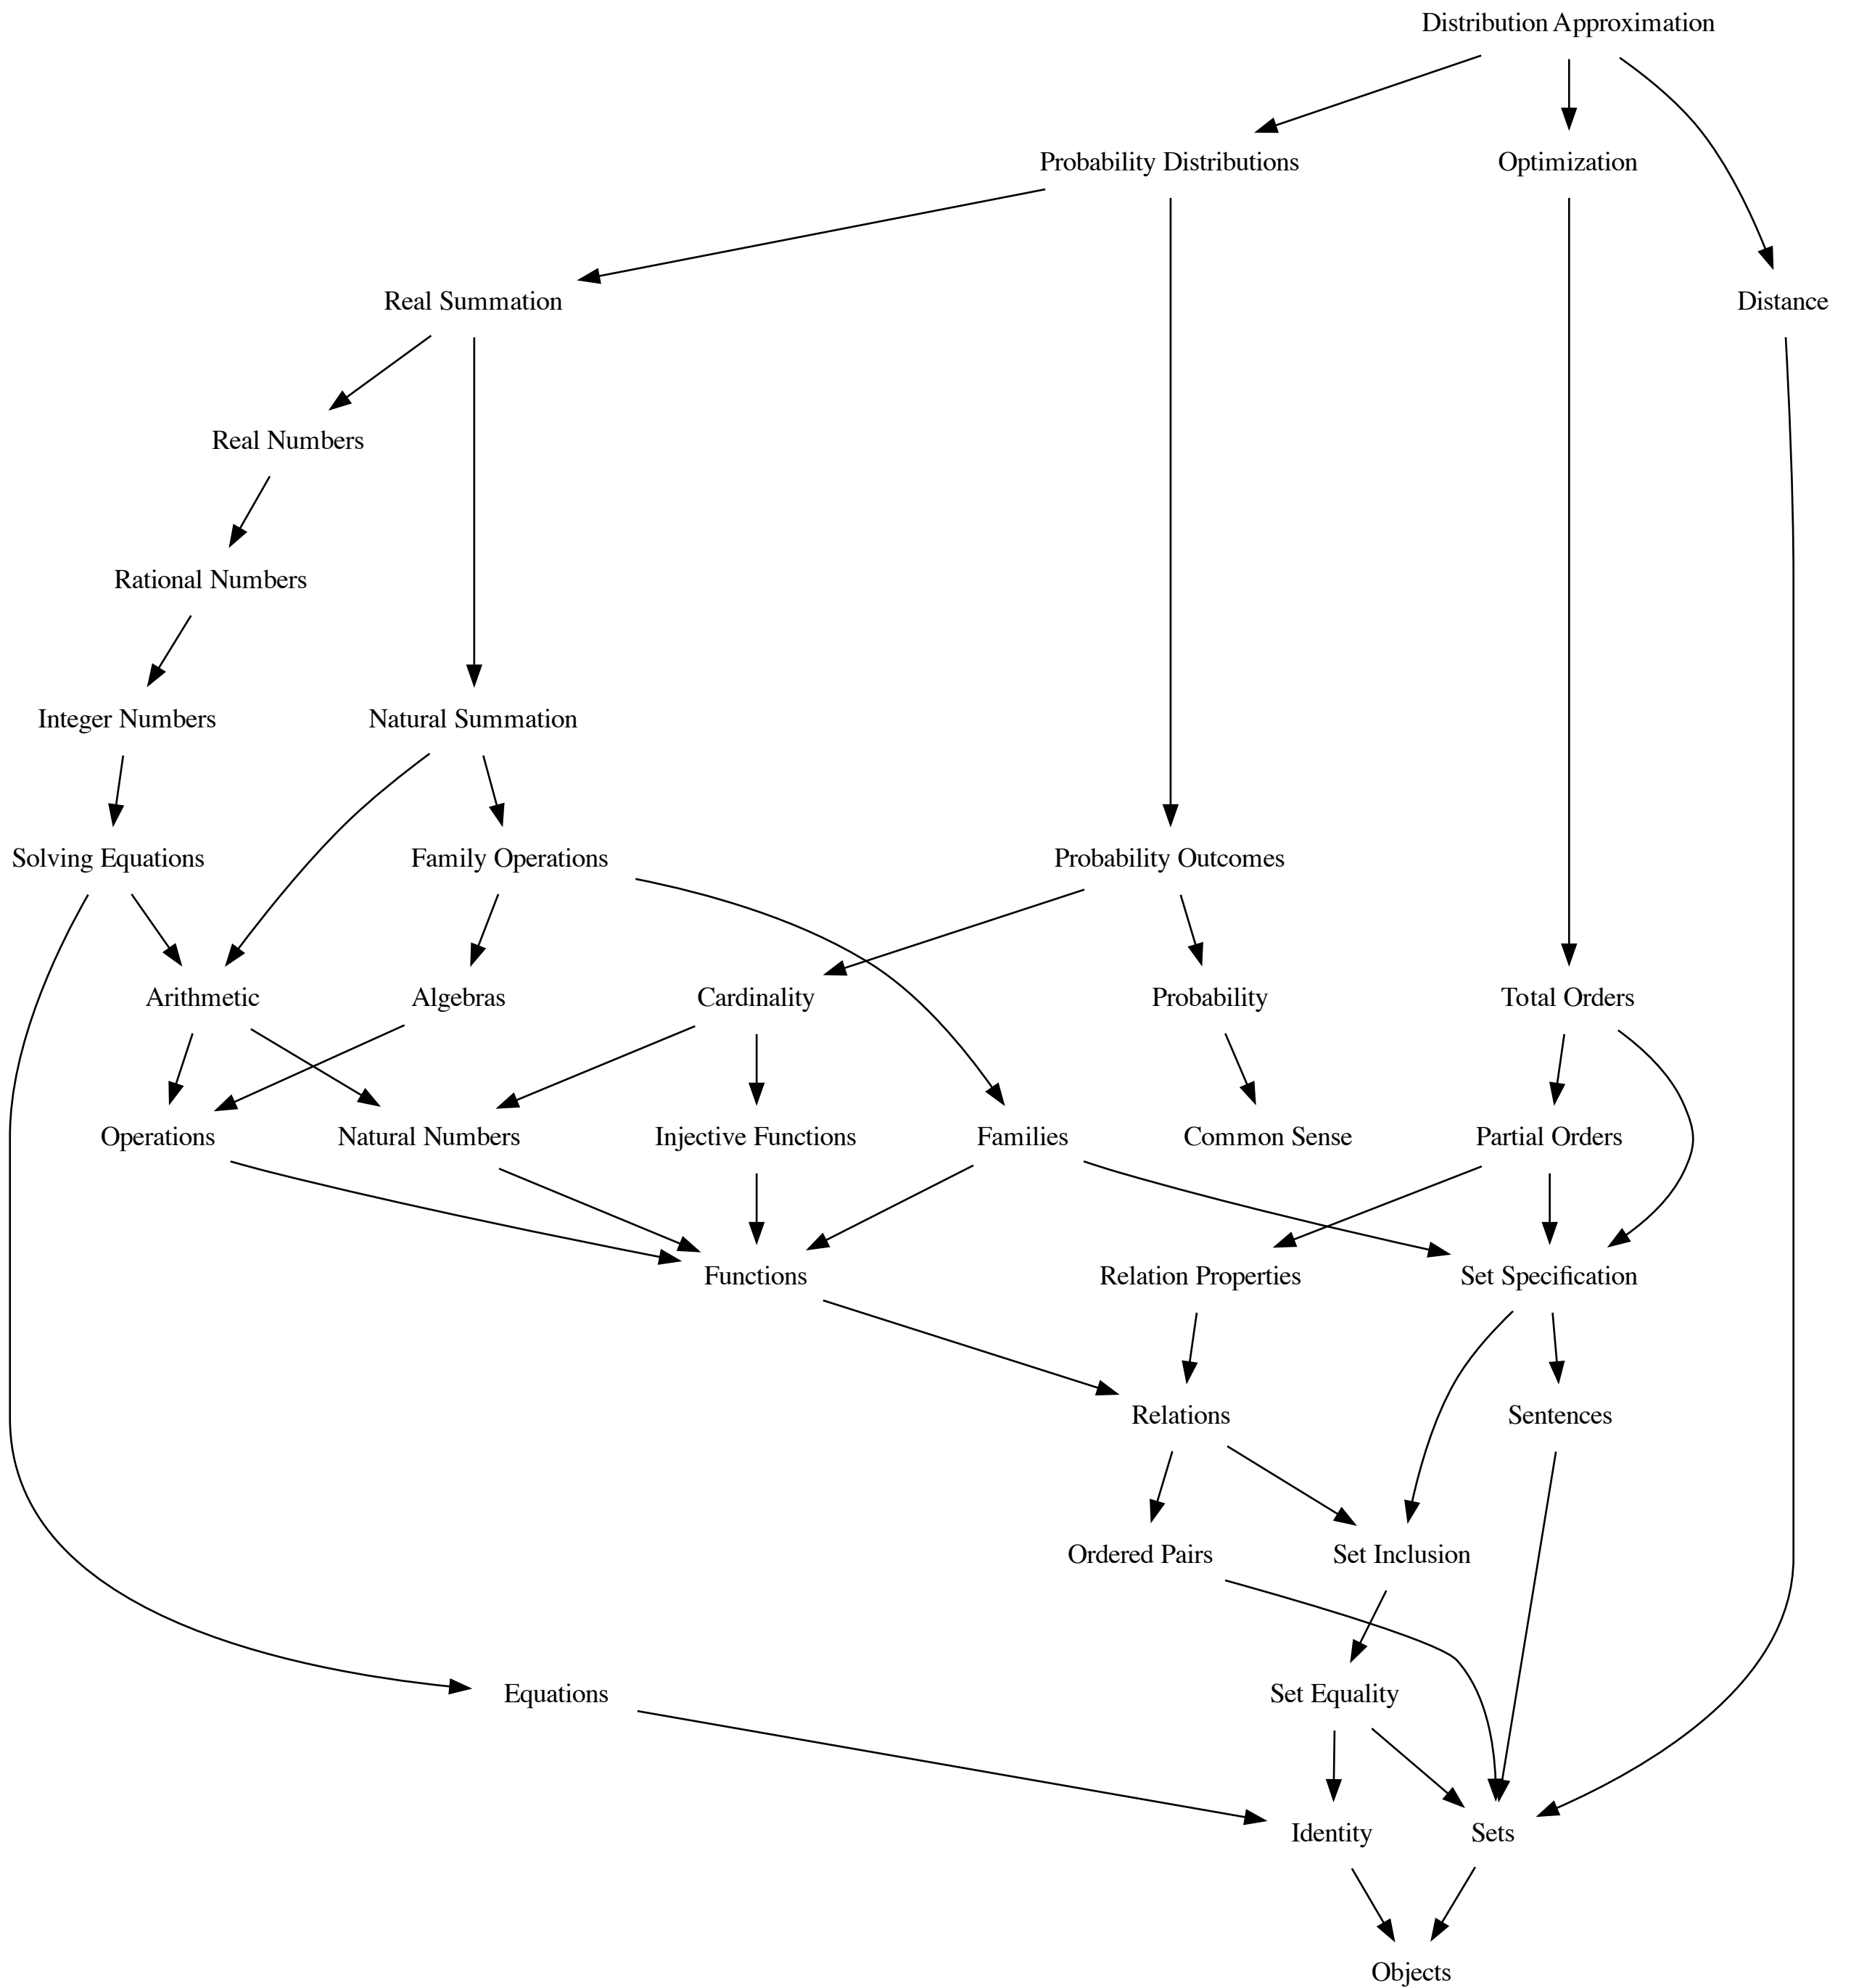 Distribution Approximation
Probability Distributions
Optimization
Real Summation
Distance
Real Numbers
Rational Numbers
Integer Numbers
Natural Summation
Solving Equations
Family Operations
Probability Outcomes
Arithmetic
Algebras
Cardinality
Probability
Total Orders
Operations
Natural Numbers
Injective Functions
Families
Common Sense
Partial Orders
Functions
Relation Properties
Set Specification
Relations
Sentences
Ordered Pairs
Set Inclusion
Equations
Set Equality
Identity
Sets
Objects